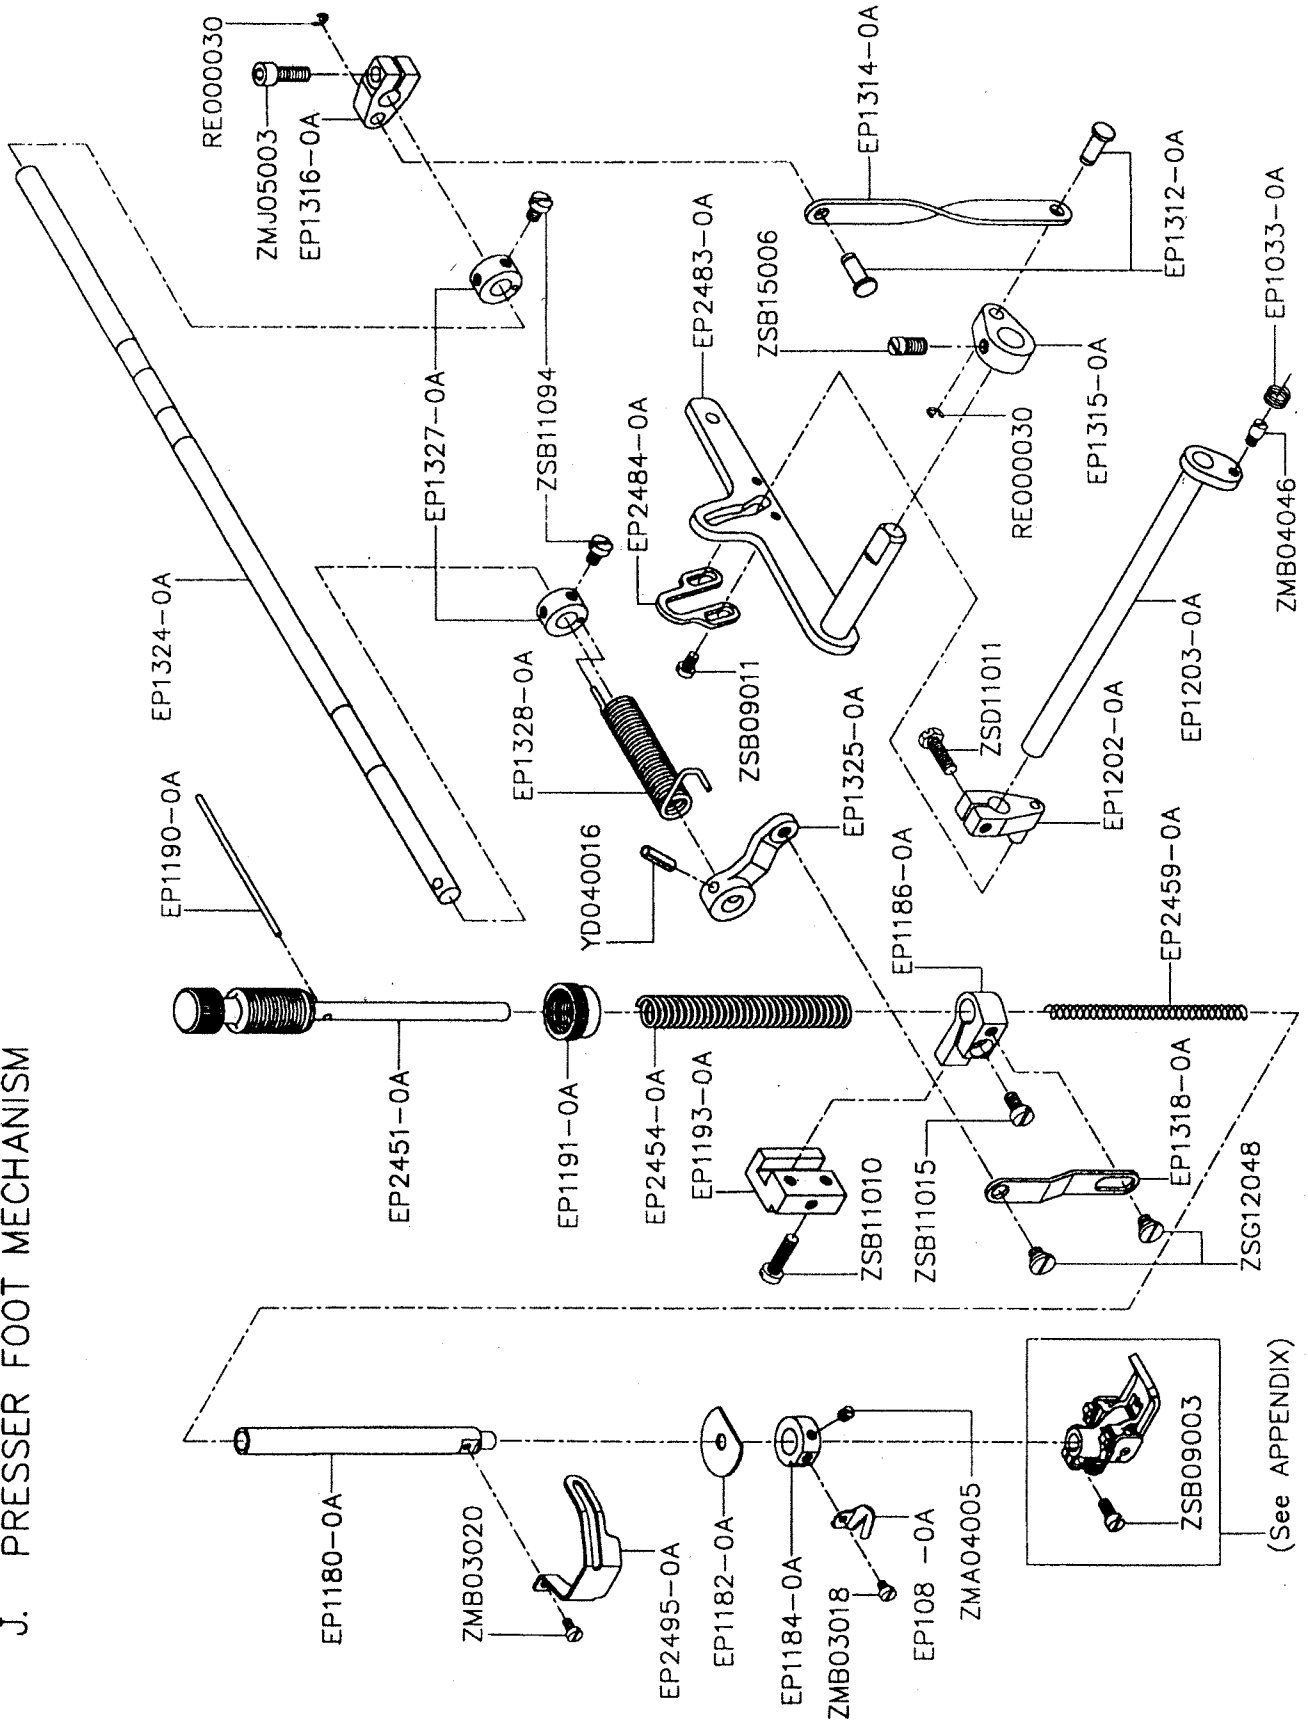 J. PRESSER FOOT MECHANISM
RE000030
ZMJ05003
EP1316-0A
EP1314-0A
EP1312-0A
EP1033-0A
EP2483-0A
ZSB15006
EP1327-0A
ZSB11094
EP2484-0A
EP1315-0A
RE000030
ZMB04046
EP1324-0A
EP1328-0A
ZSB09011
EP1325-0A
ZSD11011
EP1203-0A
EP1202-0A
EP1190-0A
YD040016
EP1186-0A
EP2459-0A
EP2451-0A
EP1191-0A
EP2454-0A
EP1193-0A
ZSB11010
ZSB11015
EP1318-0A
ZSG12048
EP1180-0A
ZMB03020
EP2495-0A
EP1182-0A
EP1184-0A
ZMB03018
EP108 -0A
ZMA04005
ZSB09003
(See APPENDIX)